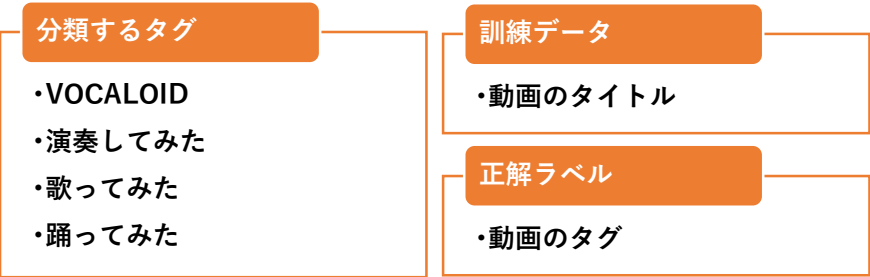 分類するタグ
・VOCALOID
・演奏してみた
・歌ってみた
・踊ってみた
訓練データ
・動画のタイトル
正解ラベル
・動画のタグ